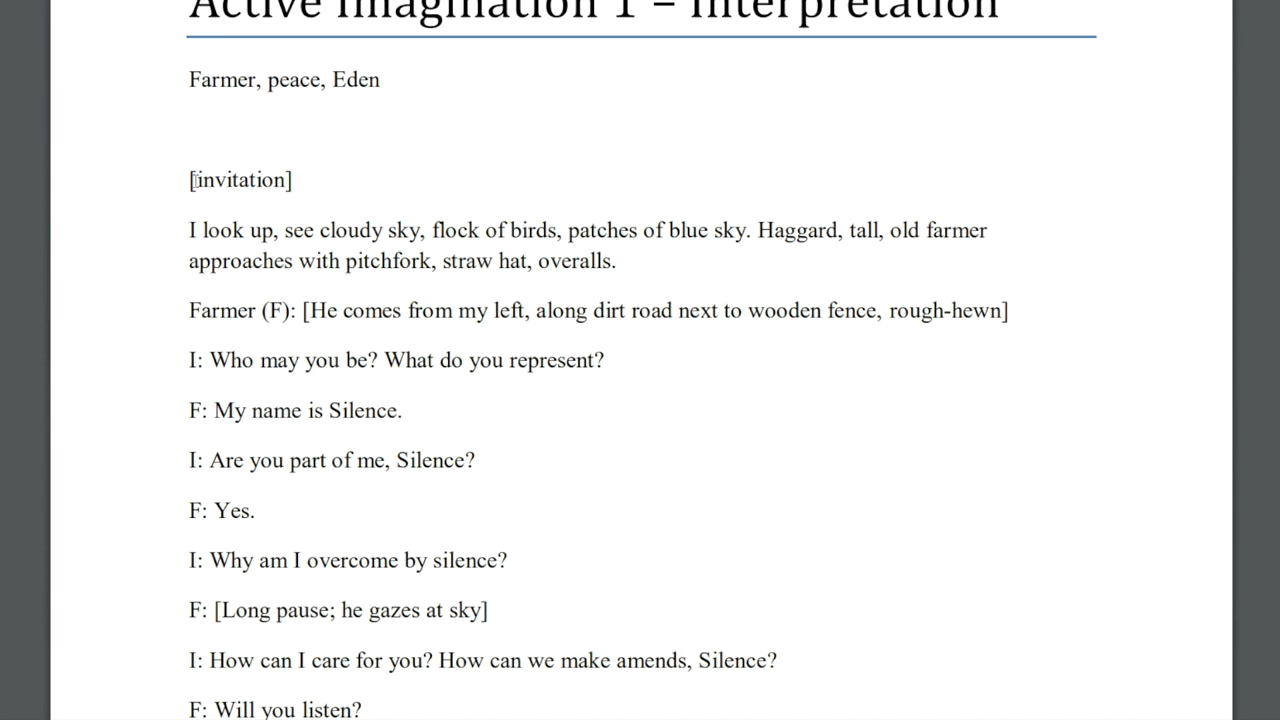 Active Imagination 1 – Interpretation
Farmer, peace, Eden
[invitation]
I look up, see cloudy sky, flock of birds, patches of blue sky. Haggard, tall, old farmer
approaches with pitchfork, straw hat, overalls.
Farmer (F): [He comes from my left, along dirt road next to wooden fence, rough-hewn]
I: Who may you be? What do you represent?
F: My name is Silence.
I: Are you part of me, Silence?
F: Yes.
I: Why am I overcome by silence?
F: [Long pause; he gazes at sky]
I: How can I care for you? How can we make amends, Silence?
F: Will you listen?